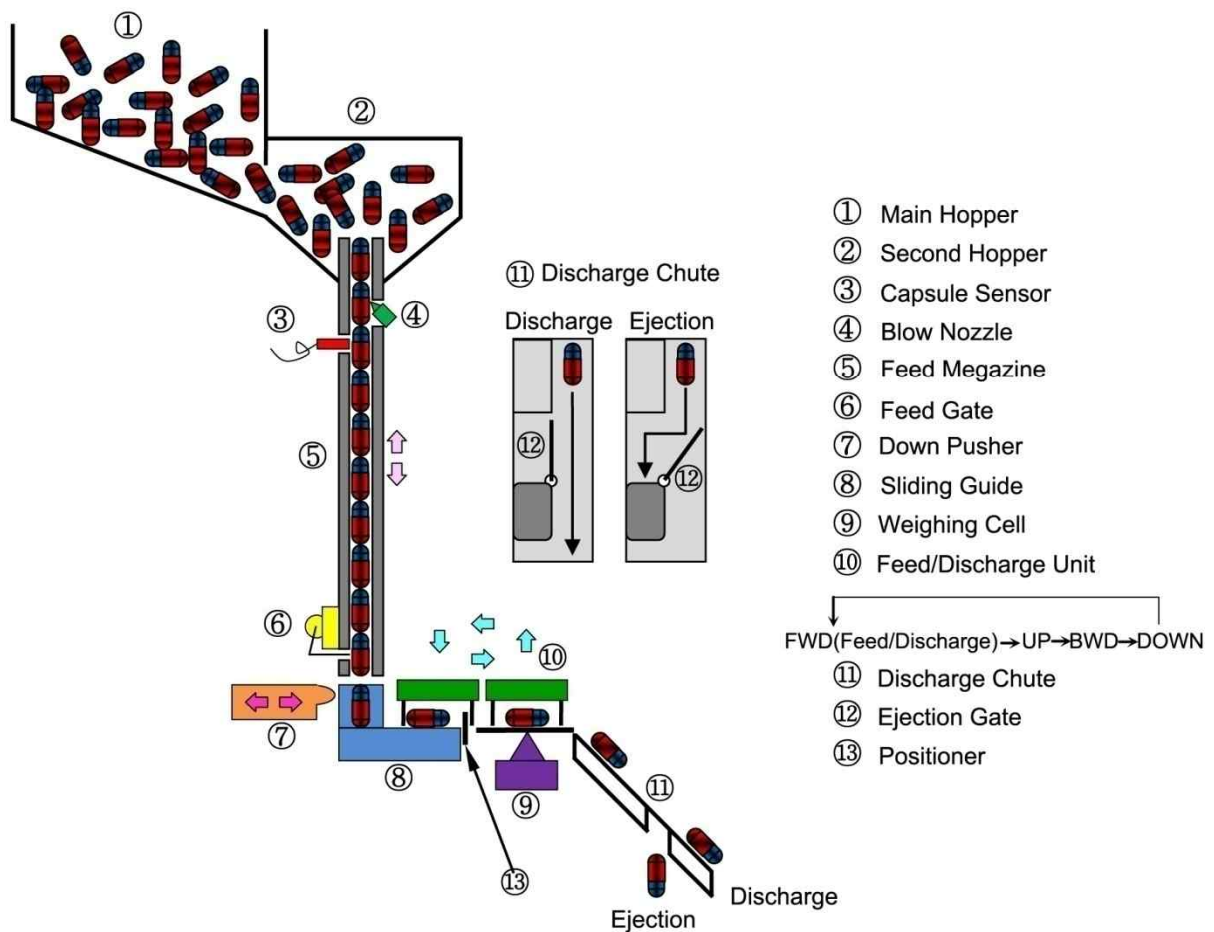 ①
②
③
④
⑤
⑥
⑦
⑧
⑨
⑩
⑪
⑬
Ejection
Discharge
⑪ Discharge Chute
Discharge Ejection
⑫
⑫
① Main Hopper
② Second Hopper
③ Capsule Sensor
④ Blow Nozzle
⑤ Feed Megazine
⑥ Feed Gate
⑦ Down Pusher
⑧ Sliding Guide
⑨ Weighing Cell
⑩ Feed/Discharge Unit
FWD(Feed/Discharge)→UP→BWD→DOWN
⑪ Discharge Chute
⑫ Ejection Gate
⑬ Positioner